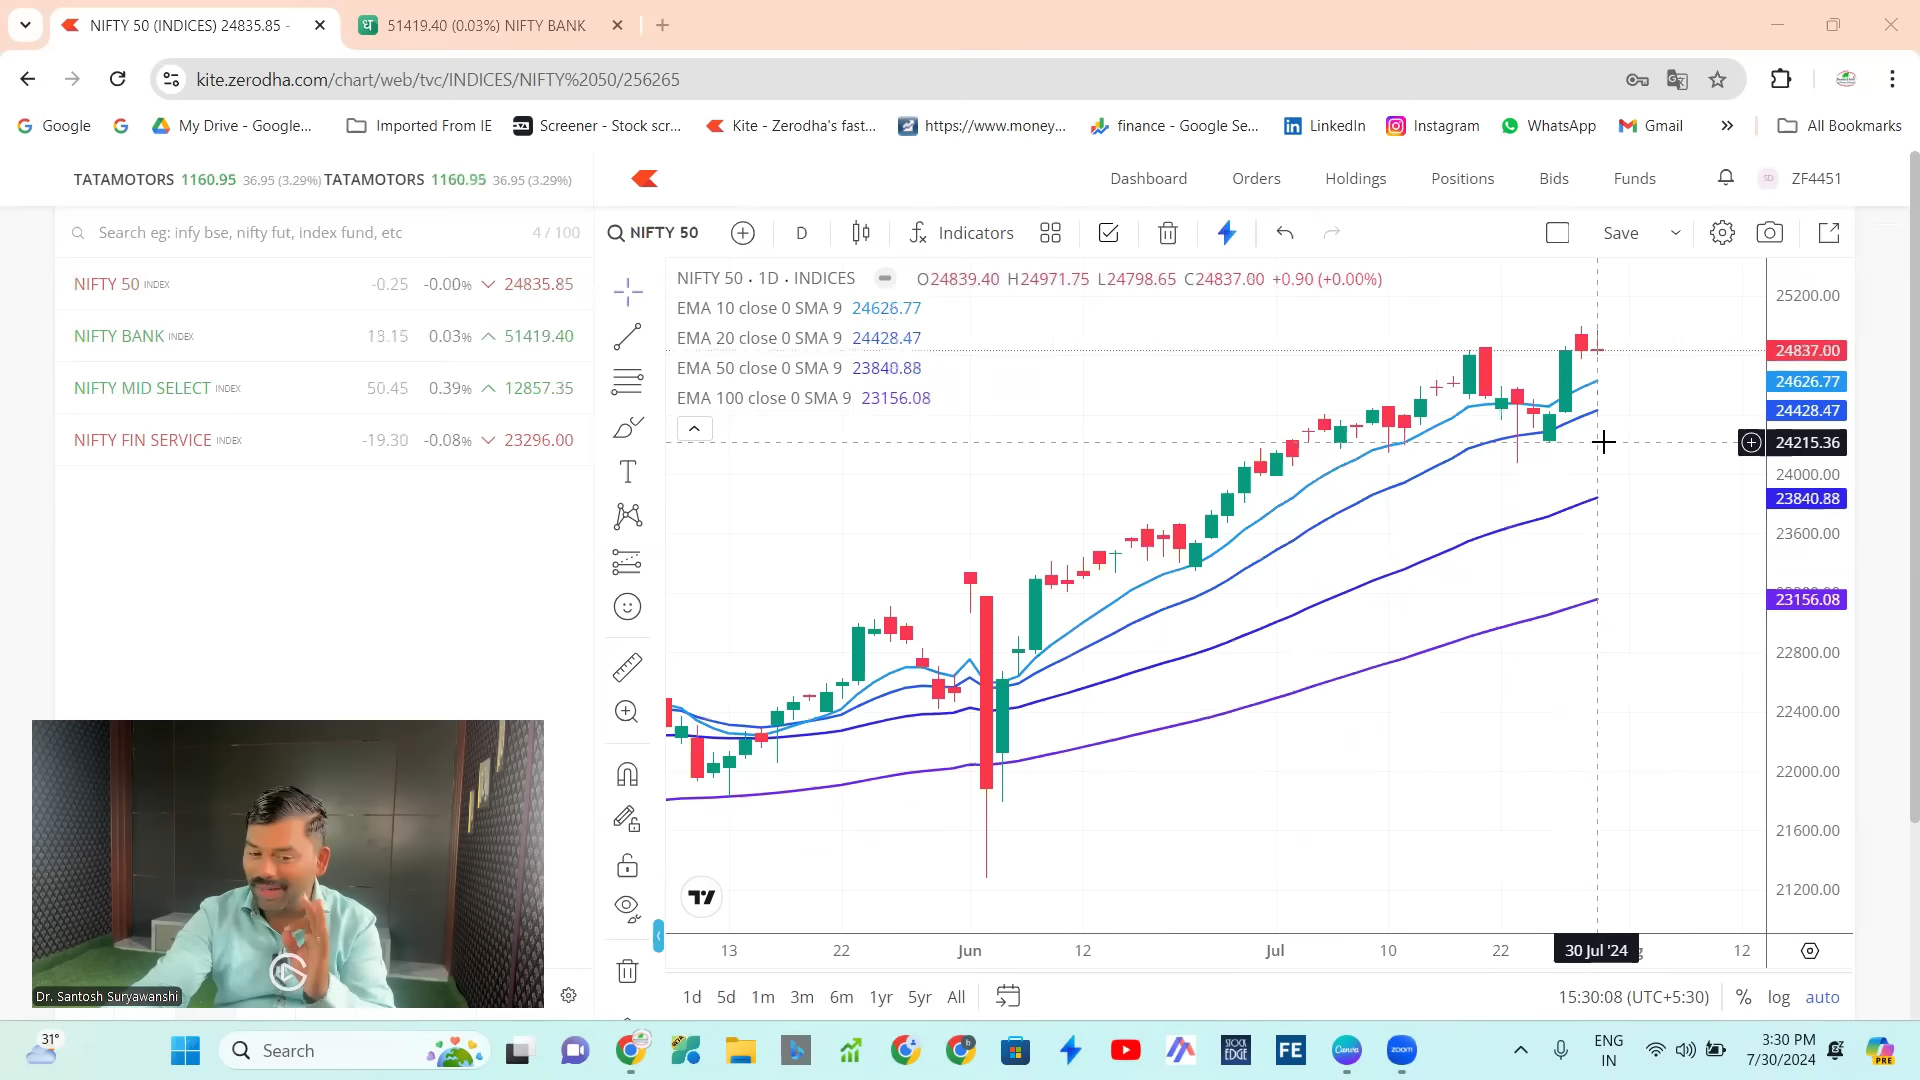 NIFTY 50 (INDICES) 24835.85 -
51419.40 (0.03%) NIFTY BANK
kite.zerodha.com/chart/web/tvc/INDICES/NIFTY%2050/256265
Google
My Drive - Google...
Imported From IE
Screener - Stock scr...
Kite - Zerodha's fast...
https://www.money...
finance - Google Se...
LinkedIn
Instagram
WhatsApp
Gmail
All Bookmarks
TATAMOTORS 1160.95 36.95 (3.29%) TATAMOTORS 1160.95 36.95 (3.29%)
Dashboard
Orders
Holdings
Positions
Bids
Funds
SD
ZF4451
Search eg: infy bse, nifty fut, index fund, etc
4 / 100
NIFTY 50
D
Indicators
Save
NIFTY 50 INDEX -0.25 -0.00% 24835.85
NIFTY BANK INDEX 13.15 0.03% 51419.40
NIFTY MID SELECT INDEX 50.45 0.39% 12857.35
NIFTY FIN SERVICE INDEX -19.30 -0.08% 23296.00
NIFTY 50 · 1D · INDICES O24839.40 H24971.75 L24798.65 C24837.00 +0.90 (+0.00%)
EMA 10 close 0 SMA 9 24626.77
EMA 20 close 0 SMA 9 24428.47
EMA 50 close 0 SMA 9 23840.88
EMA 100 close 0 SMA 9 23156.08
25200.00
24837.00
24626.77
24428.47
24215.36
24000.00
23840.88
23600.00
23156.08
22800.00
22400.00
22000.00
21600.00
21200.00
13
22
Jun
12
Jul
10
22
30 Jul '24
12
1d 5d 1m 3m 6m 1yr 5yr All
15:30:08 (UTC+5:30)
%
log
auto
Dr. Santosh Suryawanshi
31°
Search
STOCK
EDGE
FE
Canva
zoom
ENG
IN
3:30 PM
7/30/2024
PRE